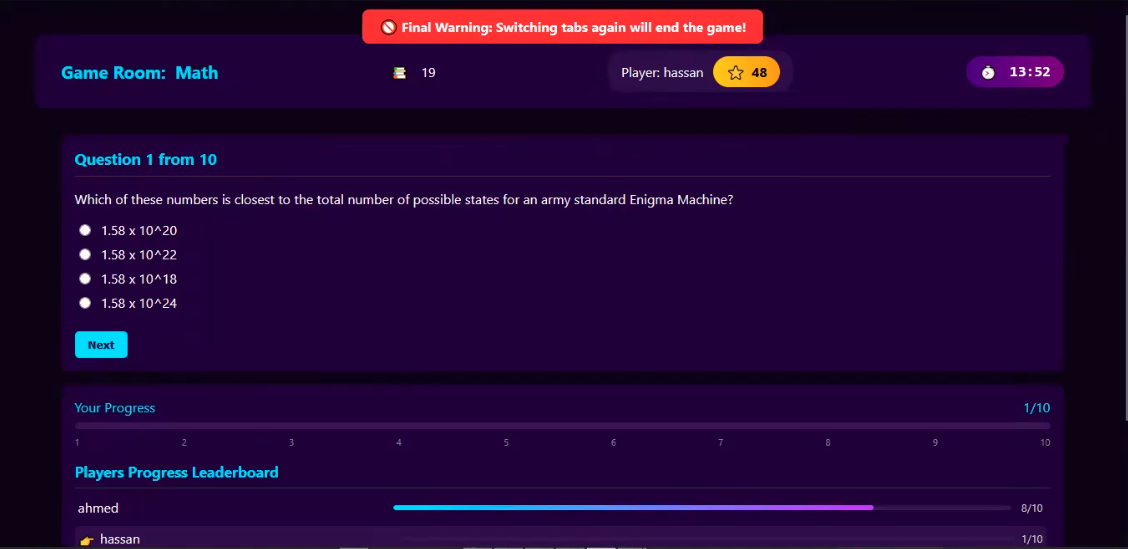 🚫 Final Warning: Switching tabs again will end the game!
Game Room: Math
📚 19
Player: hassan
⭐ 48
⏱ 13:52
Question 1 from 10
Which of these numbers is closest to the total number of possible states for an army standard Enigma Machine?
1.58 x 10^20
1.58 x 10^22
1.58 x 10^18
1.58 x 10^24
Next
Your Progress 1/10
1 2 3 4 5 6 7 8 9 10
Players Progress Leaderboard
ahmed 8/10
👉 hassan 1/10